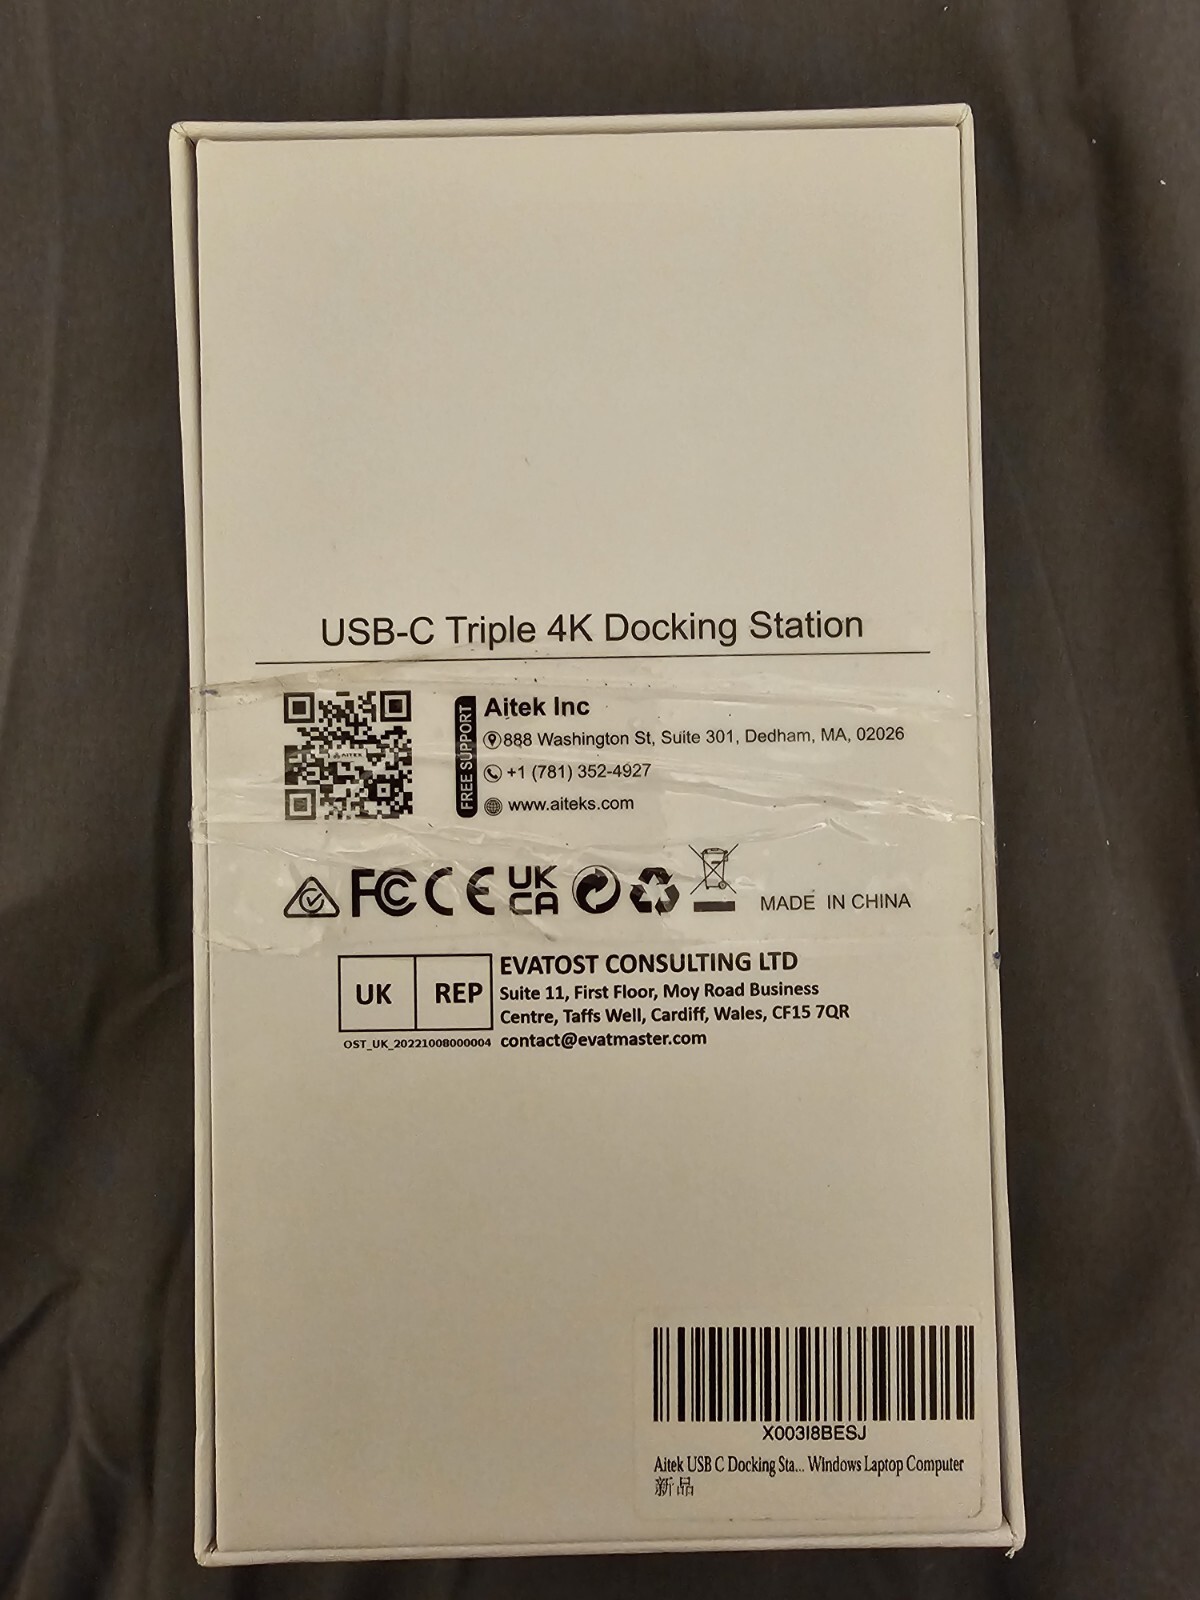 USB-C Triple 4K Docking Station
AITEK
FREE SUPPORT
Aitek Inc
888 Washington St, Suite 301, Dedham, MA, 02026
+1 (781) 352-4927
www.aiteks.com
FC CE UK
CA
MADE IN CHINA
UK REP
OST_UK_20221008000004
EVATOST CONSULTING LTD
Suite 11, First Floor, Moy Road Business
Centre, Taffs Well, Cardiff, Wales, CF15 7QR
contact@evatmaster.com
X003I8BESJ
Aitek USB C Docking Sta... Windows Laptop Computer
新品